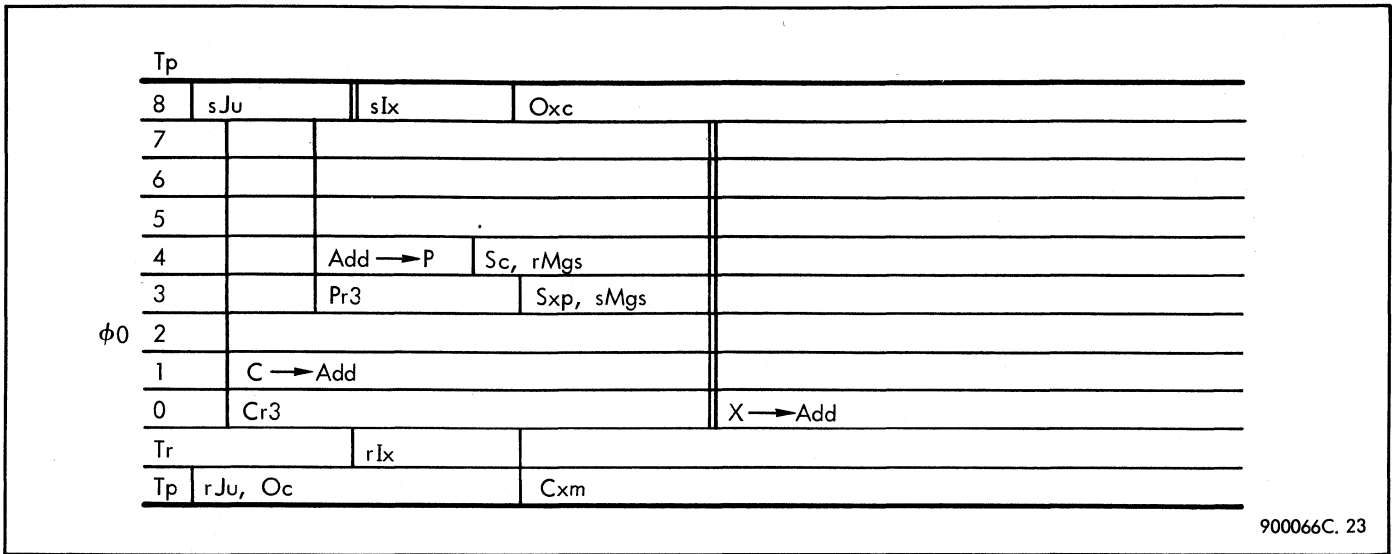 Tp
8 sJu sIx Oxc
7
6
5
4 Add → P Sc, rMgs
3 Pr3 Sxp, sMgs
ϕ0 2
1 C → Add
0 Cr3 X → Add
Tr rIx
Tp rJu, Oc Cxm
900066C. 23